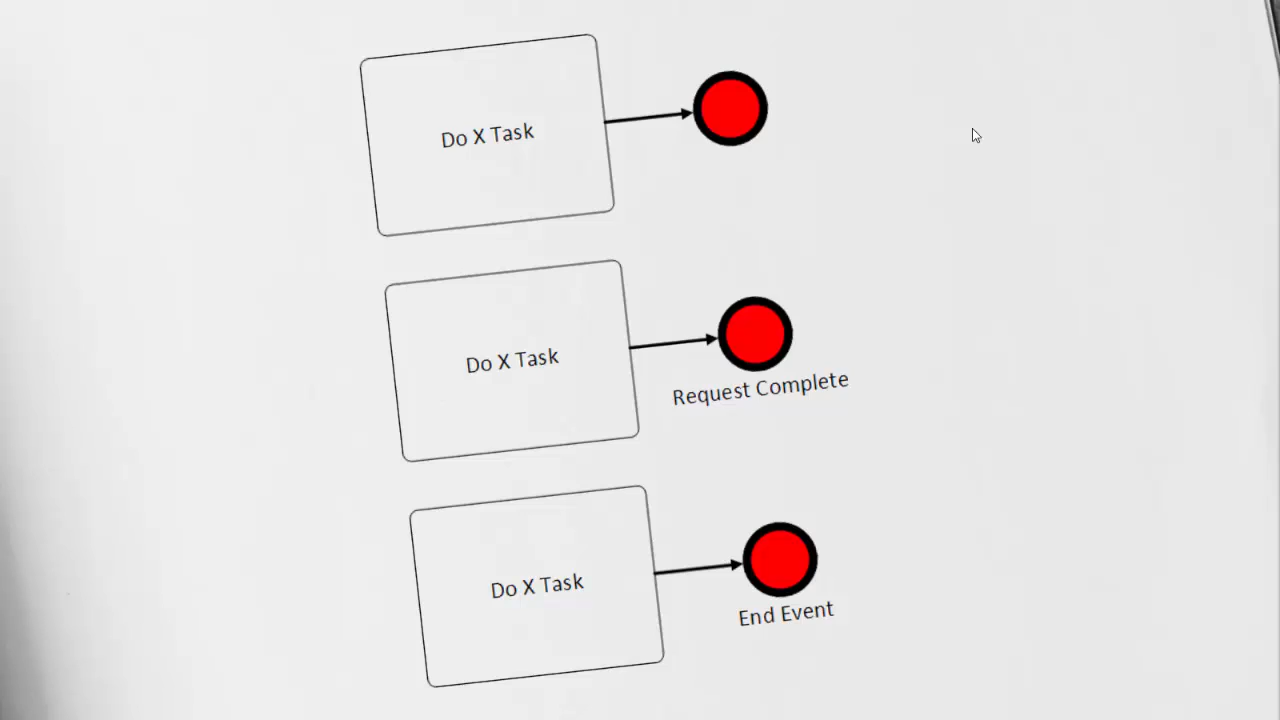 Do X Task
Do X Task
Request Complete
Do X Task
End Event